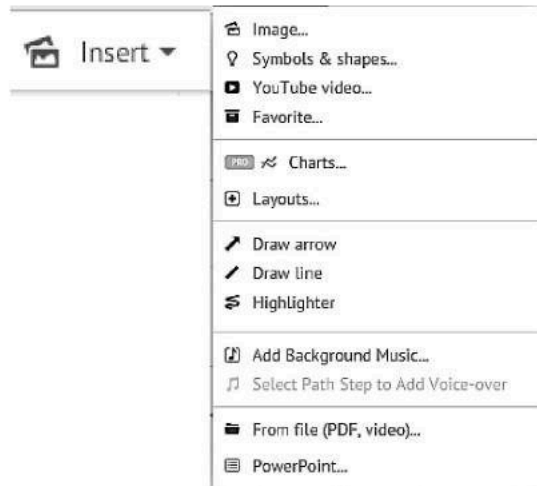 Insert
Image...
Symbols & shapes...
YouTube video...
Favorite...
PRO Charts...
Layouts...
Draw arrow
Draw line
Highlighter
Add Background Music...
Select Path Step to Add Voice-over
From file (PDF, video)...
PowerPoint...